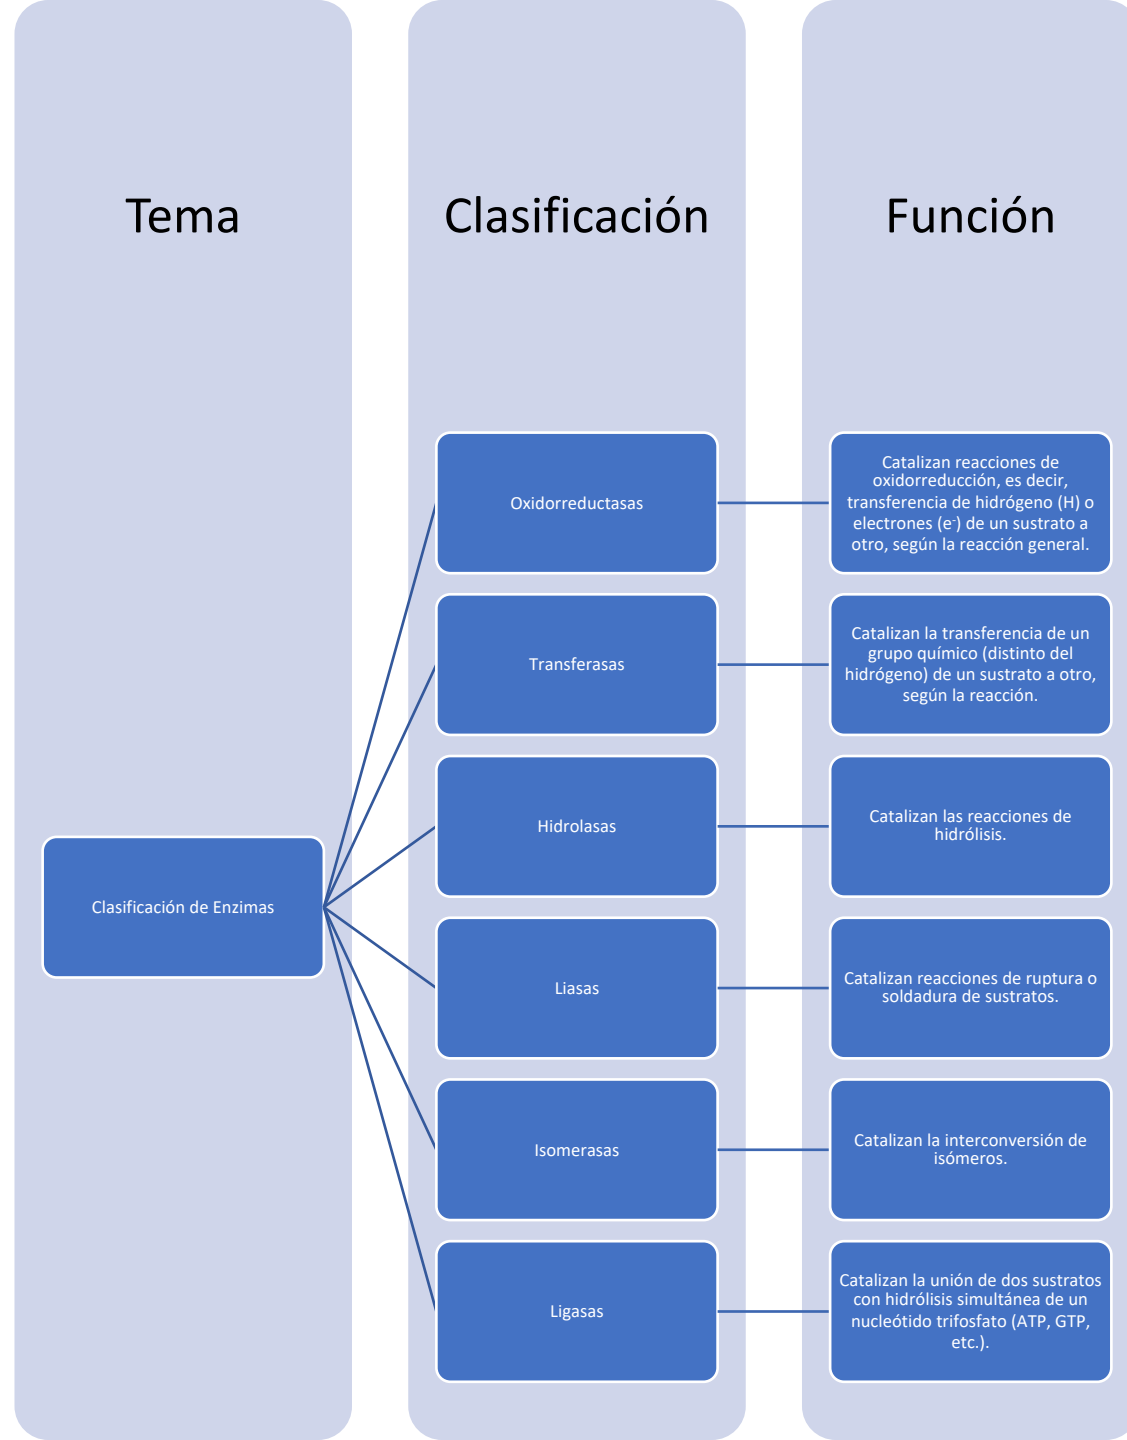 Tema
Clasificación
Función
Clasificación de Enzimas
Oxidorreductasas
Catalizan reacciones de
oxidorreducción, es decir,
transferencia de hidrógeno (H) o
electrones (e⁻) de un sustrato a
otro, según la reacción general.
Transferasas
Catalizan la transferencia de un
grupo químico (distinto del
hidrógeno) de un sustrato a otro,
según la reacción.
Hidrolasas
Catalizan las reacciones de
hidrólisis.
Liasas
Catalizan reacciones de ruptura o
soldadura de sustratos.
Isomerasas
Catalizan la interconversión de
isómeros.
Ligasas
Catalizan la unión de dos sustratos
con hidrólisis simultánea de un
nucleótido trifosfato (ATP, GTP,
etc.).